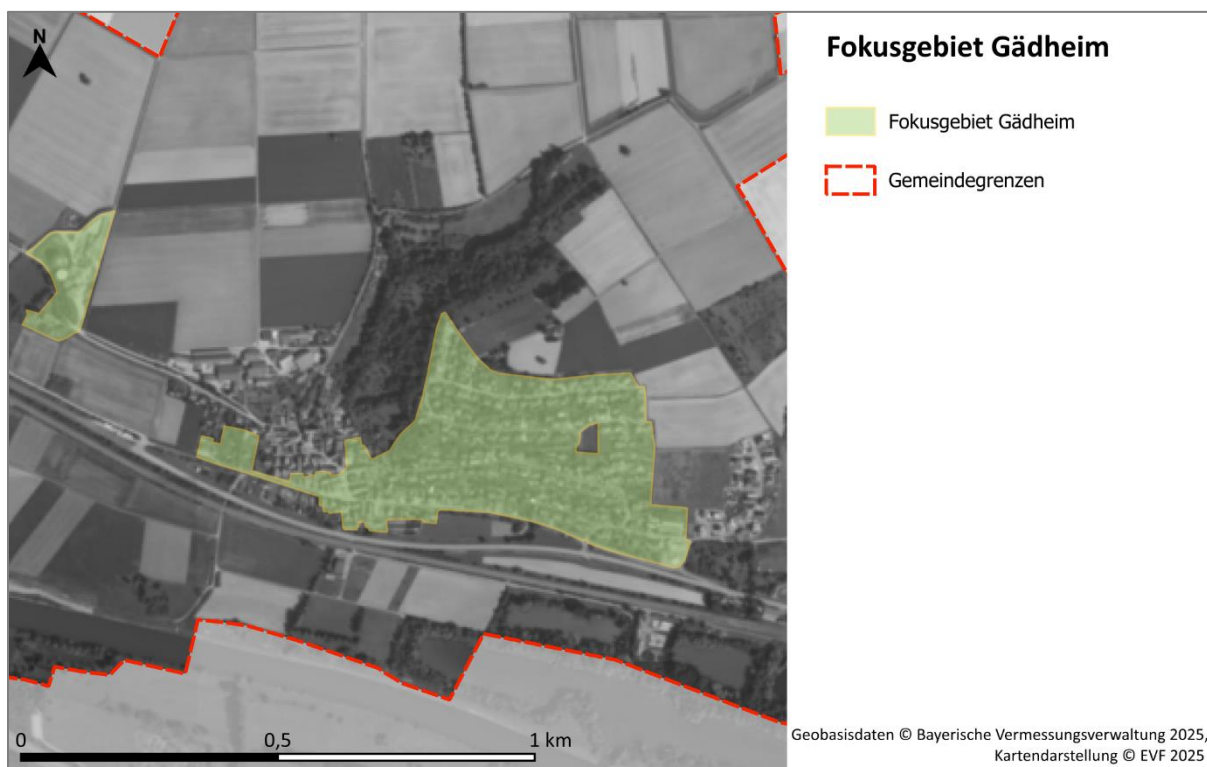 Fokusgebiet Gädheim
N
Fokusgebiet Gädheim
Gemeindegrenzen
0 0,5 1 km
Geobasisdaten © Bayerische Vermessungsverwaltung 2025,
Kartendarstellung © EVF 2025